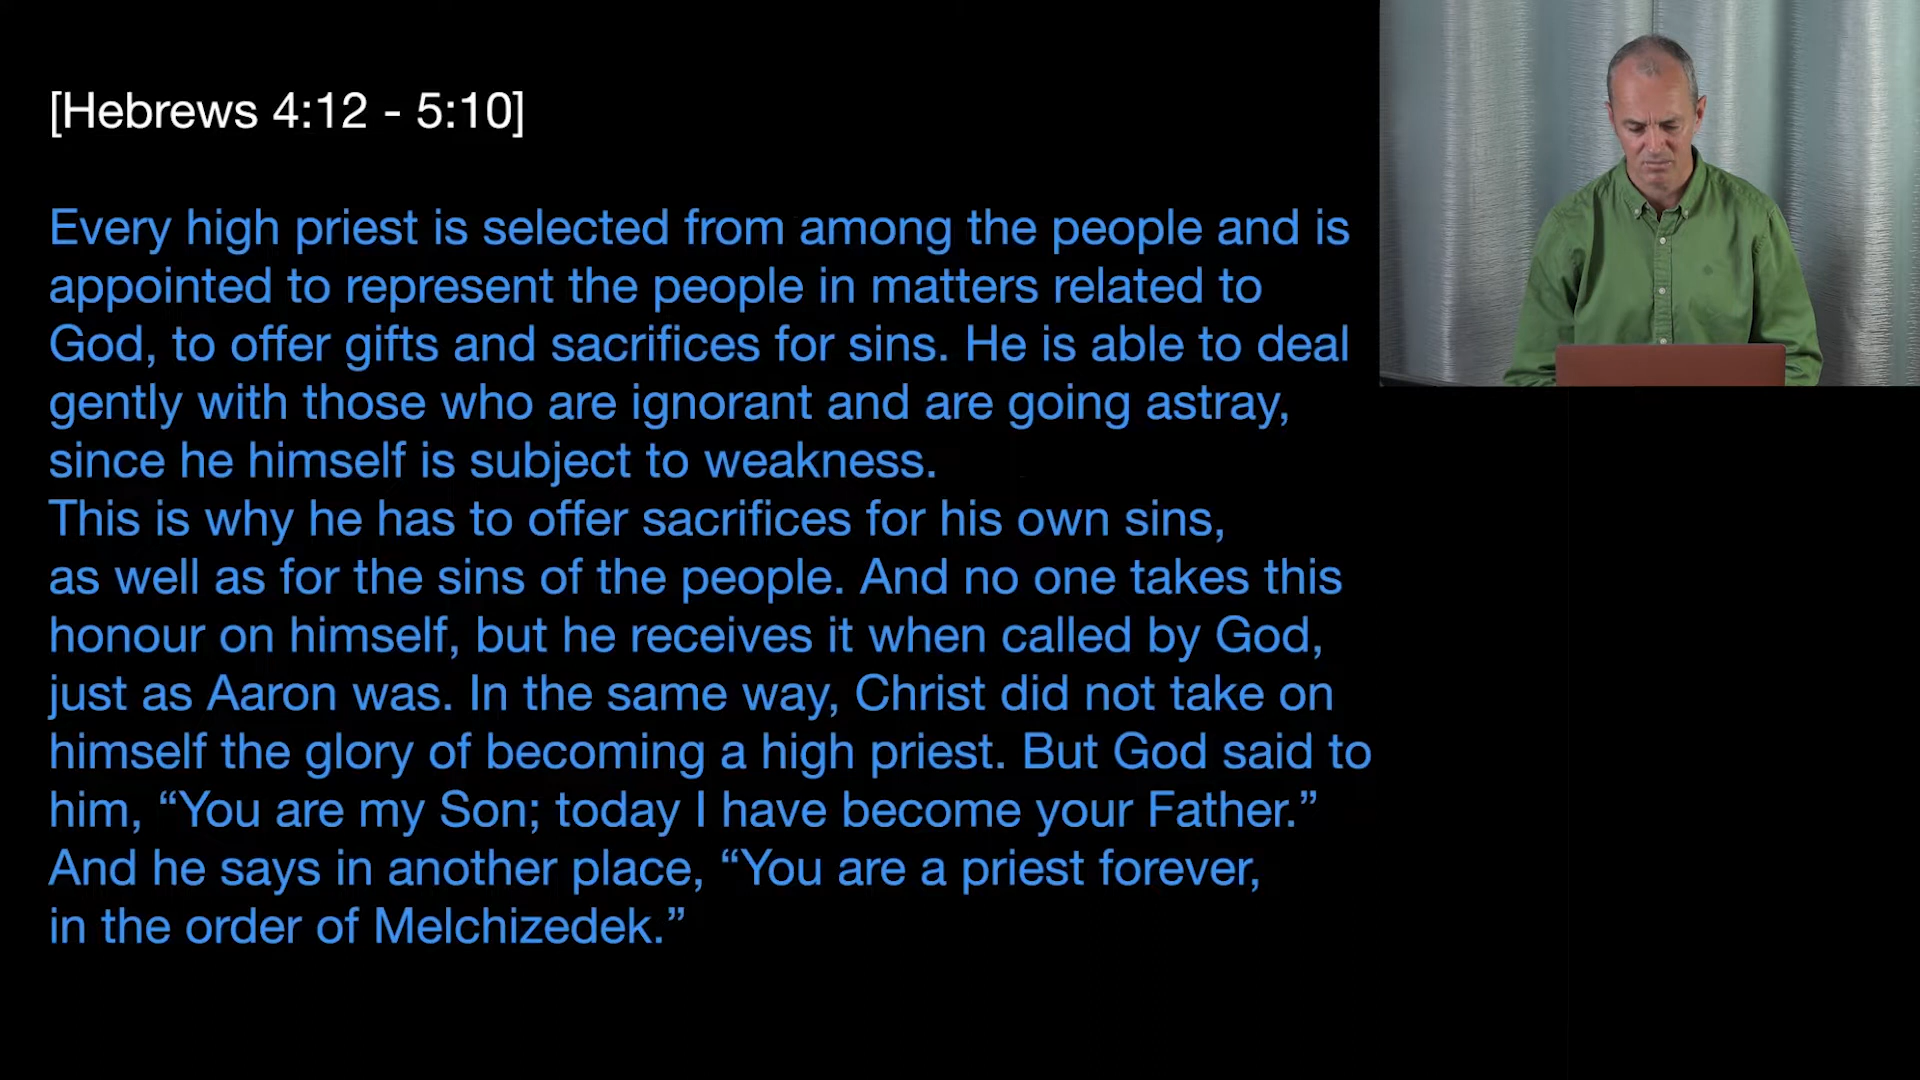 [Hebrews 4:12 - 5:10]
Every high priest is selected from among the people and is
appointed to represent the people in matters related to
God, to offer gifts and sacrifices for sins. He is able to deal
gently with those who are ignorant and are going astray,
since he himself is subject to weakness.
This is why he has to offer sacrifices for his own sins,
as well as for the sins of the people. And no one takes this
honour on himself, but he receives it when called by God,
just as Aaron was. In the same way, Christ did not take on
himself the glory of becoming a high priest. But God said to
him, “You are my Son; today I have become your Father.”
And he says in another place, “You are a priest forever,
in the order of Melchizedek.”